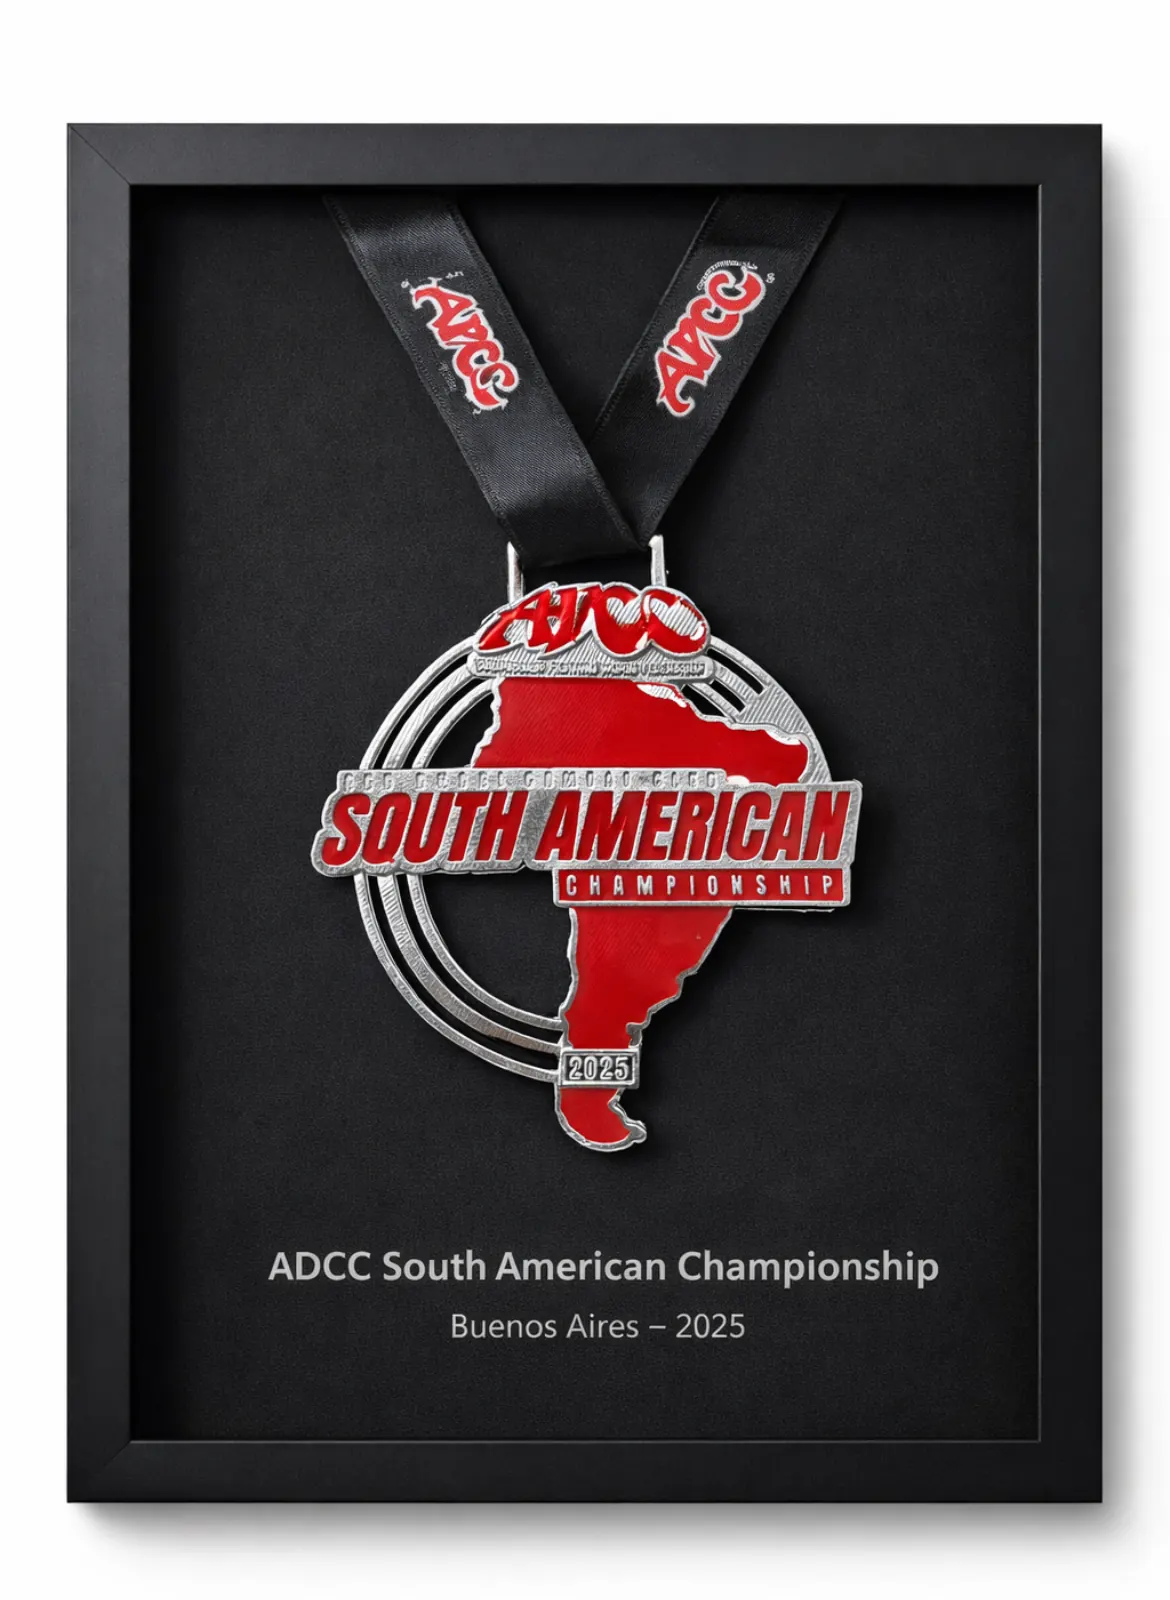 ADCC
ADCC
ADCC
SOUTH AMERICAN
CHAMPIONSHIP
2025
ADCC South American Championship
Buenos Aires – 2025